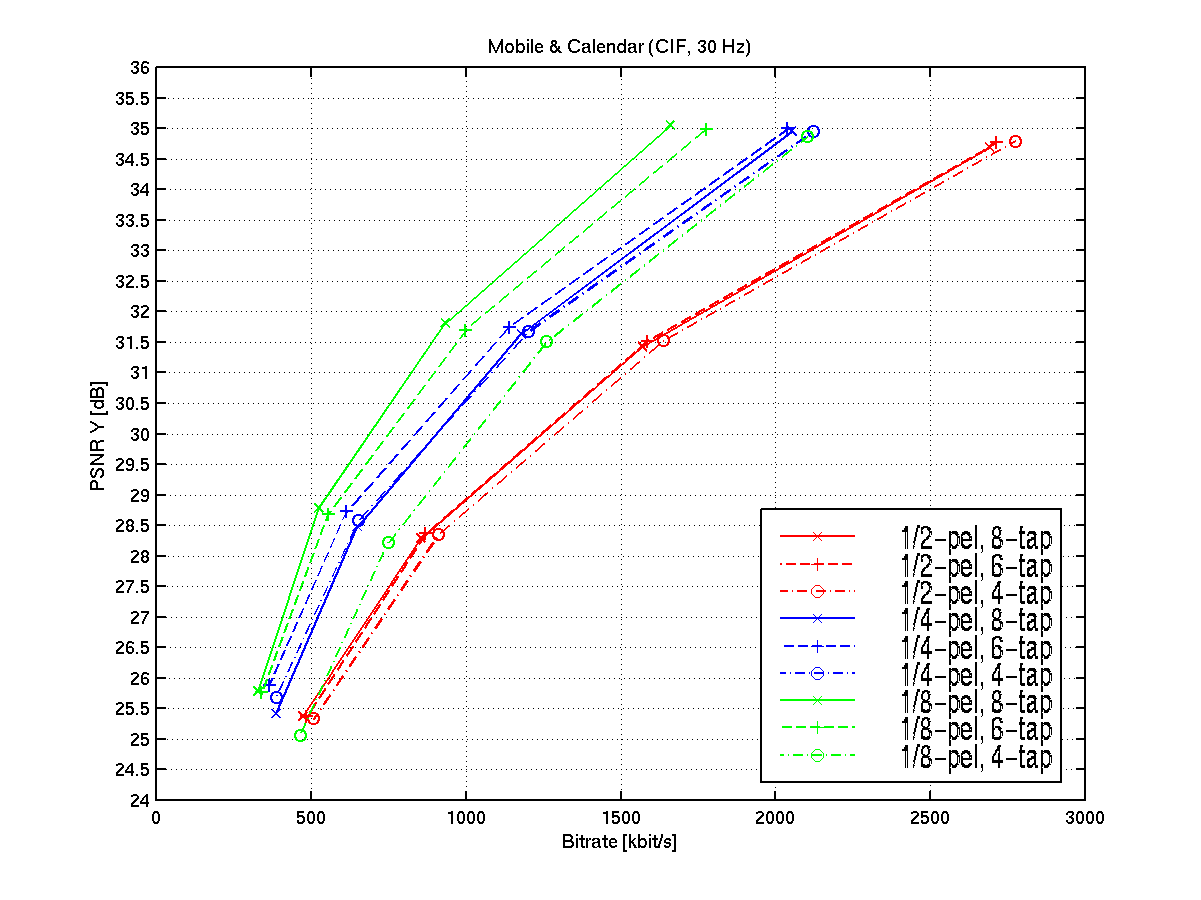 Mobile & Calendar (CIF, 30 Hz)
36
35.5
35
34.5
34
33.5
33
32.5
32
31.5
31
30.5
30
29.5
29
28.5
28
27.5
27
26.5
26
25.5
25
24.5
24
PSNR Y [dB]
1/2-pel, 8-tap
1/2-pel, 6-tap
1/2-pel, 4-tap
1/4-pel, 8-tap
1/4-pel, 6-tap
1/4-pel, 4-tap
1/8-pel, 8-tap
1/8-pel, 6-tap
1/8-pel, 4-tap
0 500 1000 1500 2000 2500 3000
Bitrate [kbit/s]